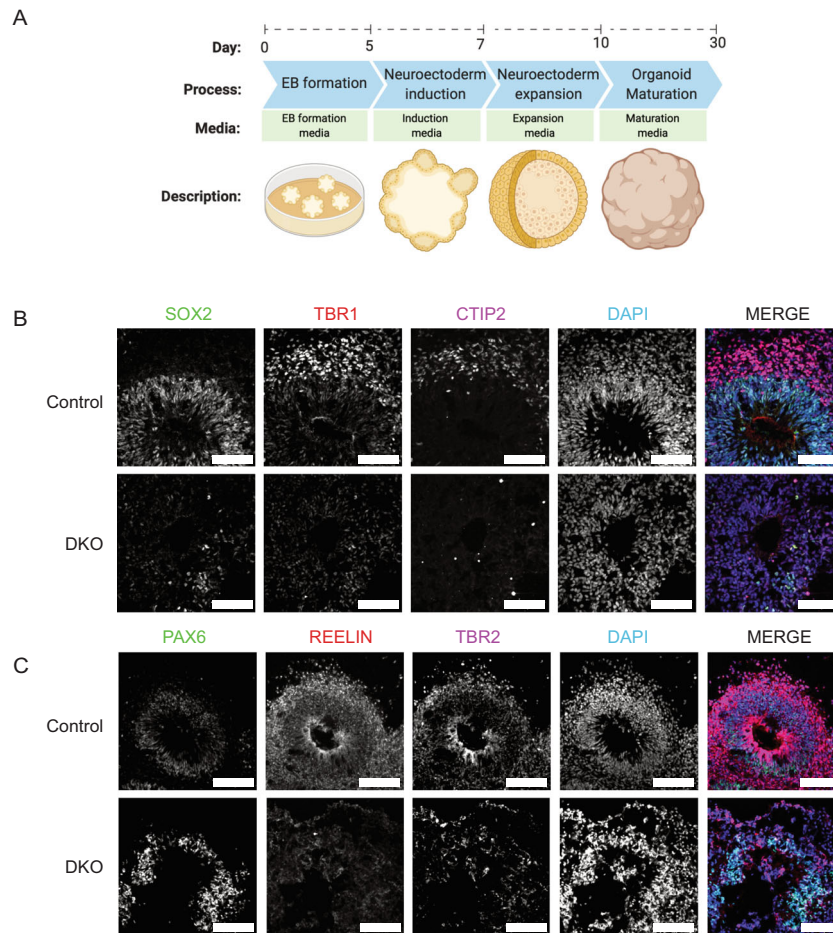 A
Day: 0 5 7 10 30
Process: EB formation Neuroectoderm induction Neuroectoderm expansion Organoid Maturation
Media: EB formation media Induction media Expansion media Maturation media
Description:
B
SOX2 TBR1 CTIP2 DAPI MERGE
Control
DKO
C
PAX6 REELIN TBR2 DAPI MERGE
Control
DKO